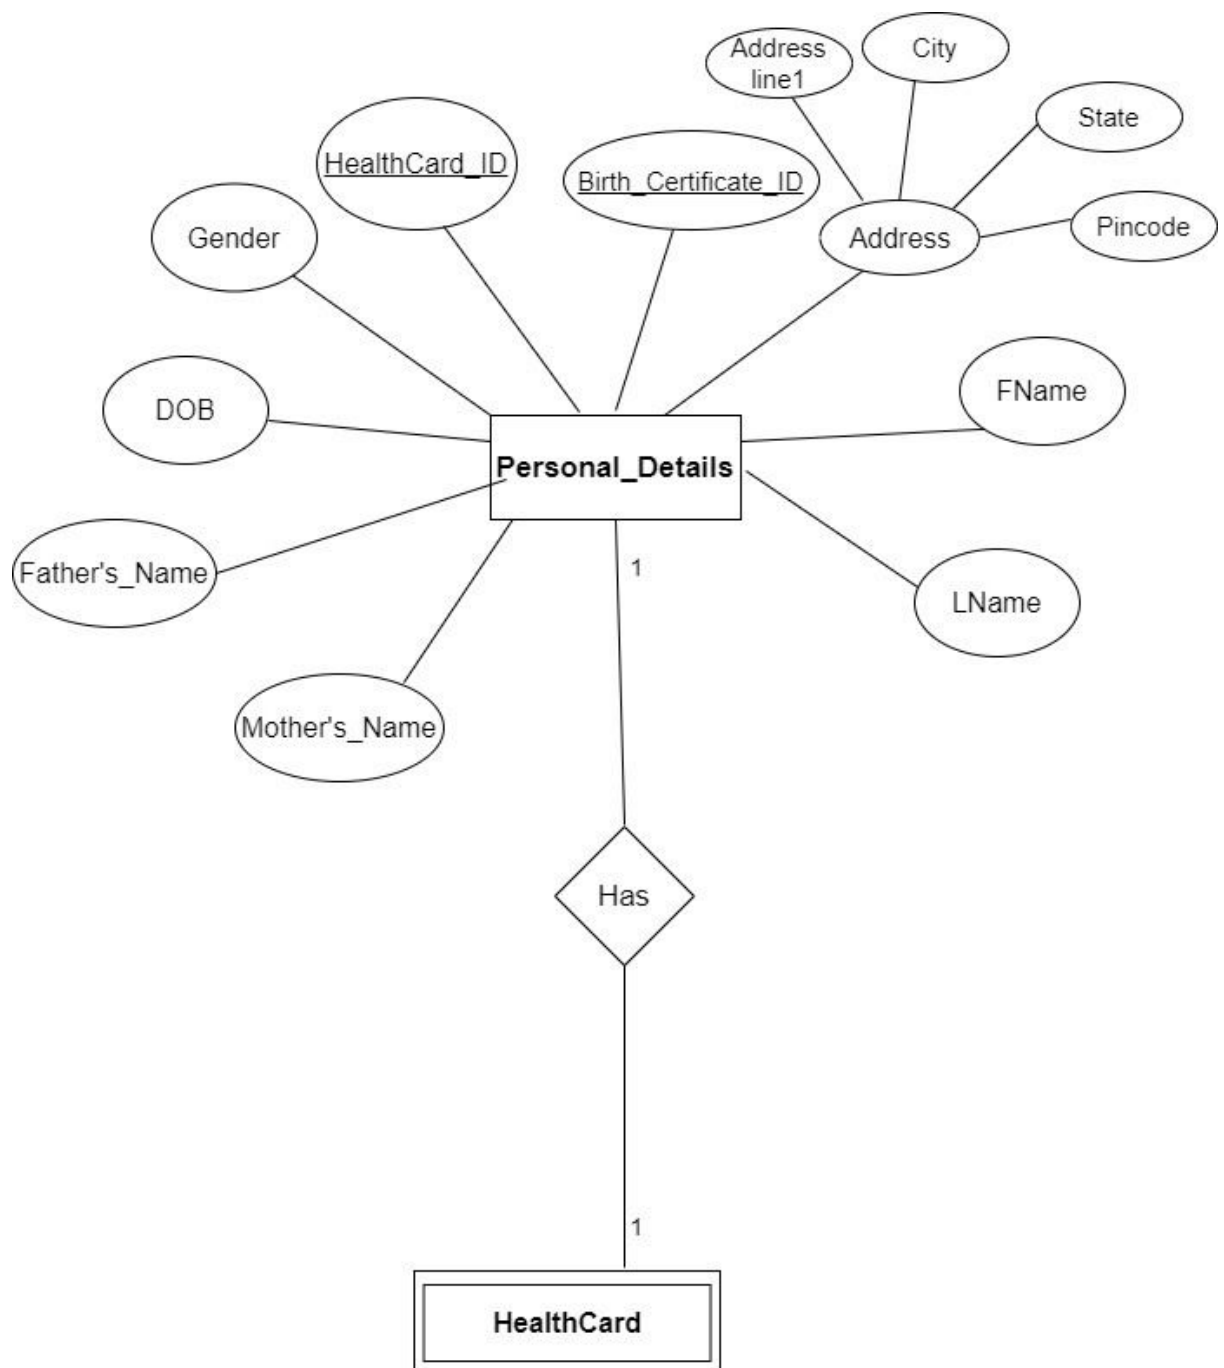 Address
line1
City
State
HealthCard_ID
Birth_Certificate_ID
Gender
Address
Pincode
DOB
FName
Personal_Details
Father's_Name
1
LName
Mother's_Name
Has
1
HealthCard